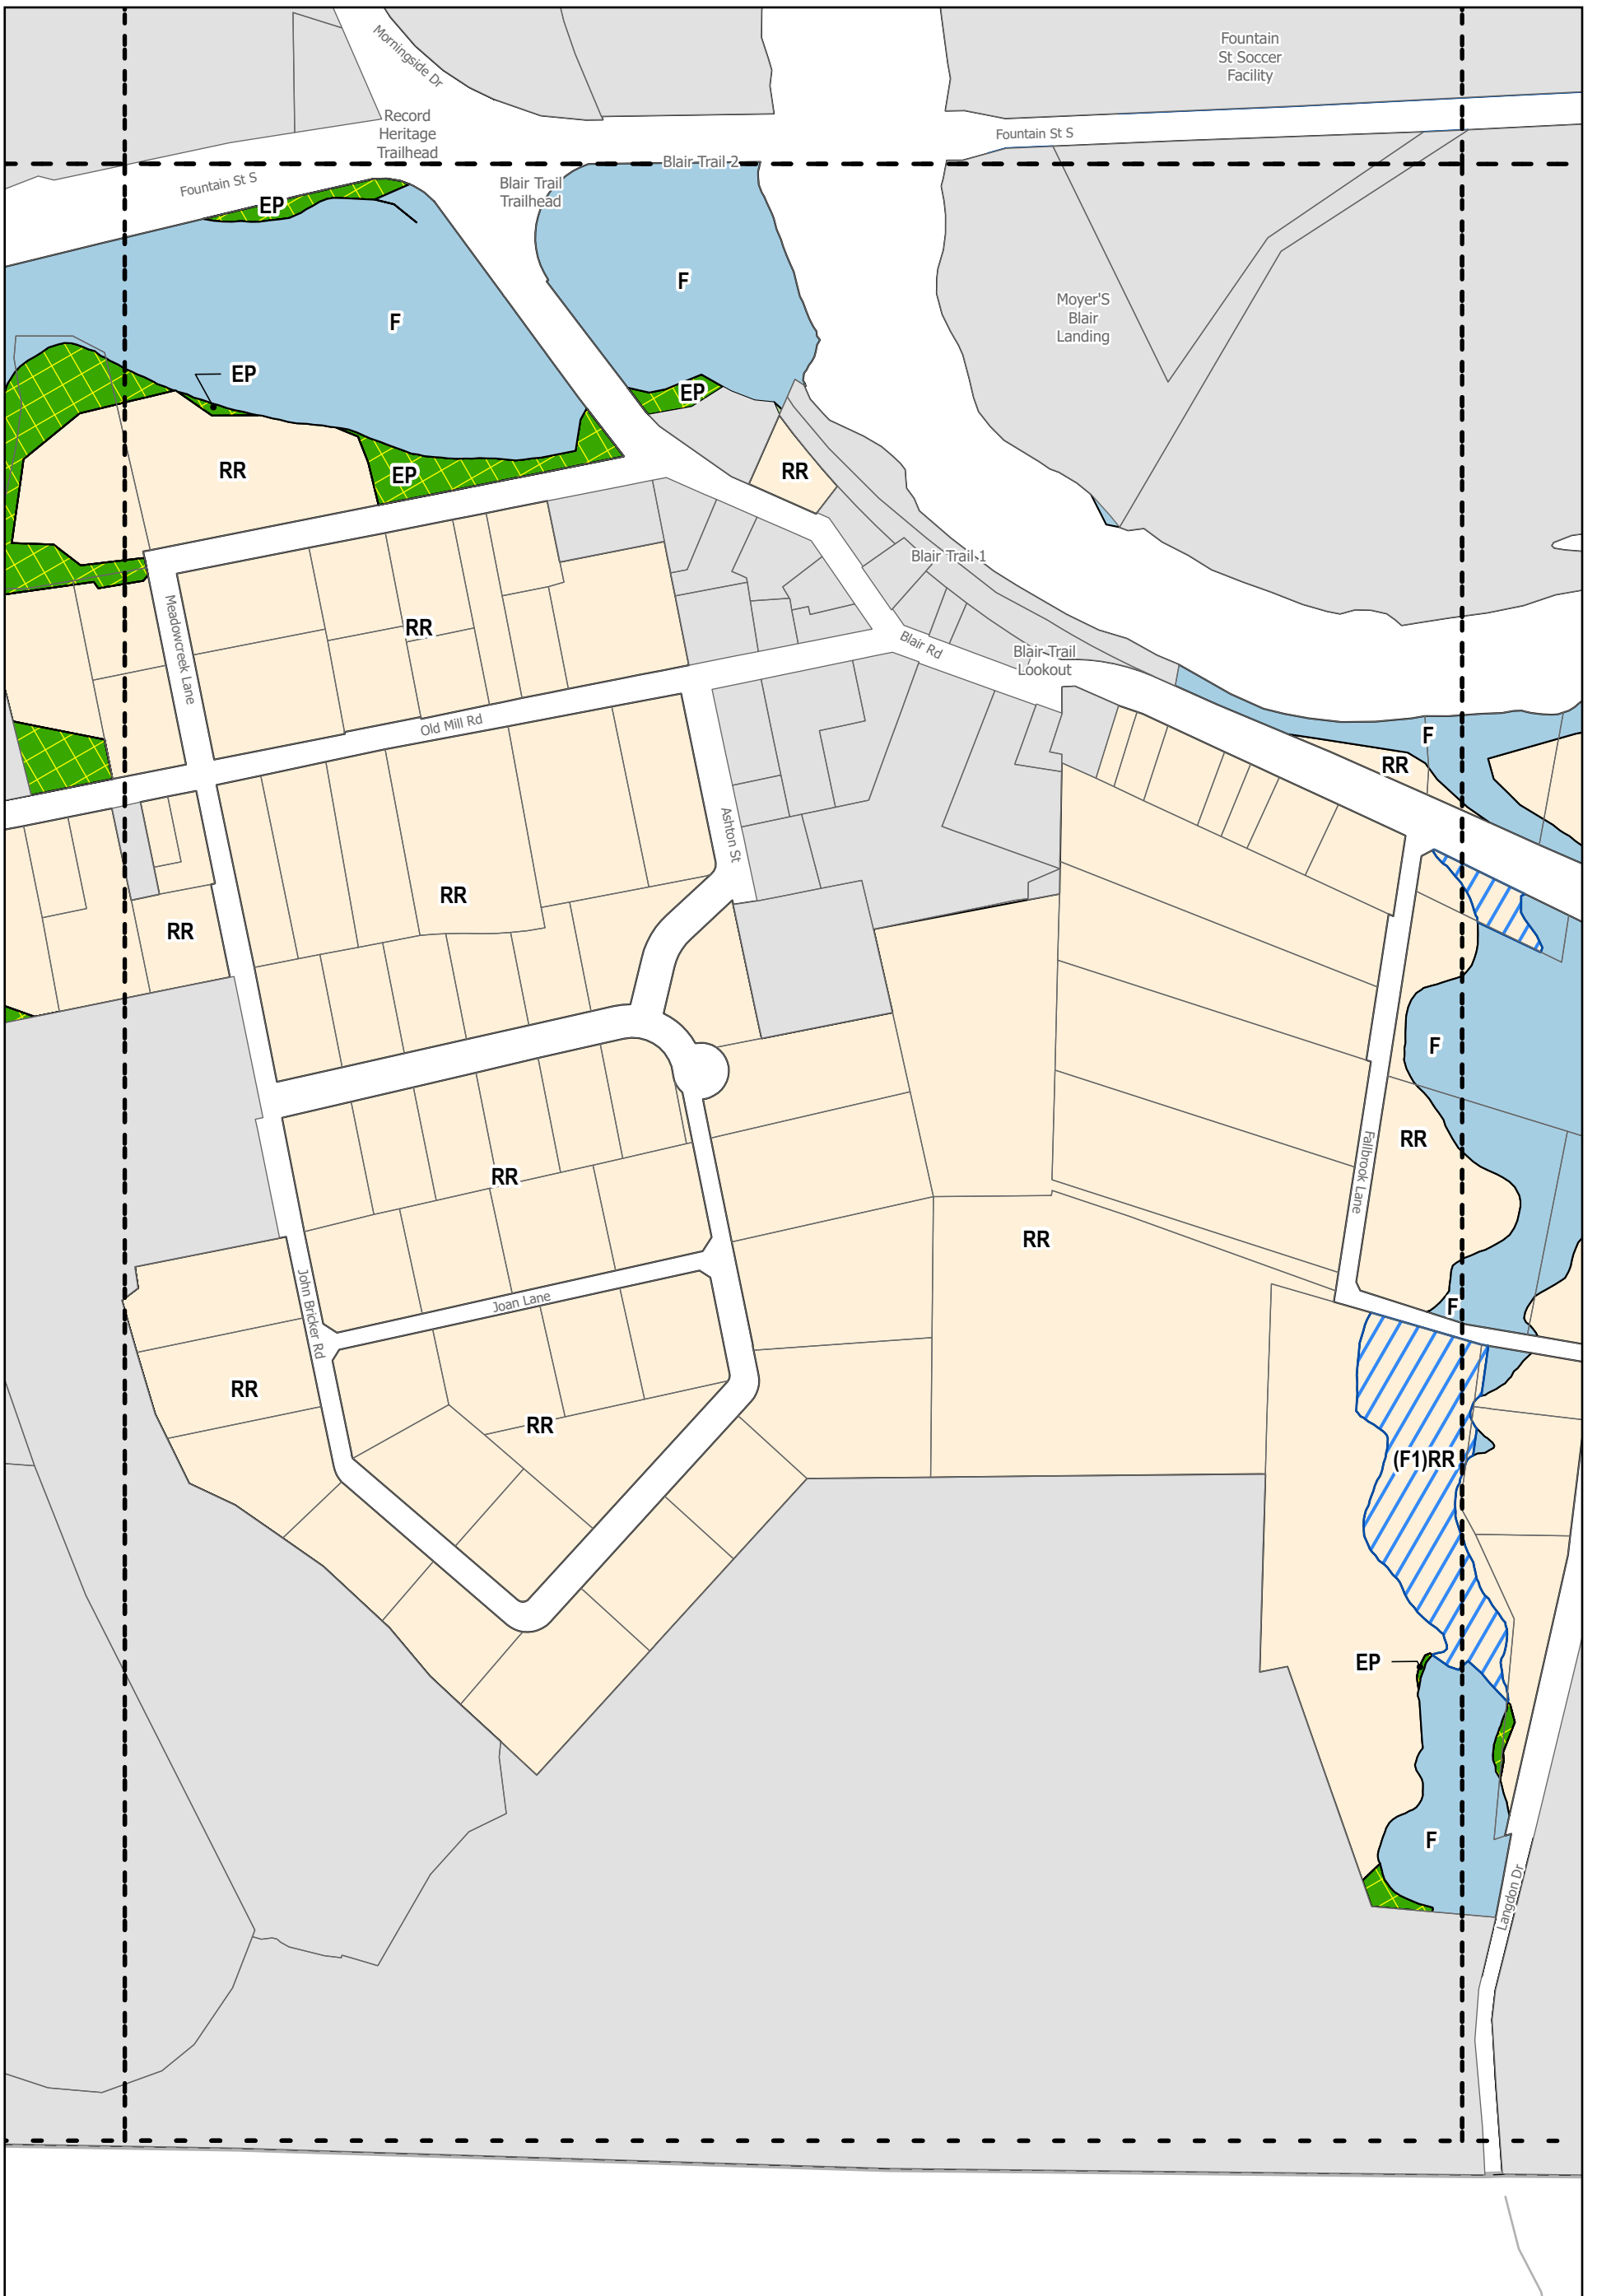 Morningside Dr
Fountain
St Soccer
Facility
Record
Heritage
Trailhead
Fountain St S
Blair Trail 2
Fountain St S
Blair Trail
Trailhead
EP
F
F
Moyer'S
Blair
Landing
EP
EP
RR
EP
RR
Blair Trail 1
Meadowcreek Lane
RR
Blair Rd
Blair Trail
Lookout
Old Mill Rd
F
RR
Ashton St
RR
RR
F
RR
Fallbrook Lane
RR
RR
F
Joan Lane
John Bricker Rd
RR
RR
(F1)RR
EP
F
Langdon Dr